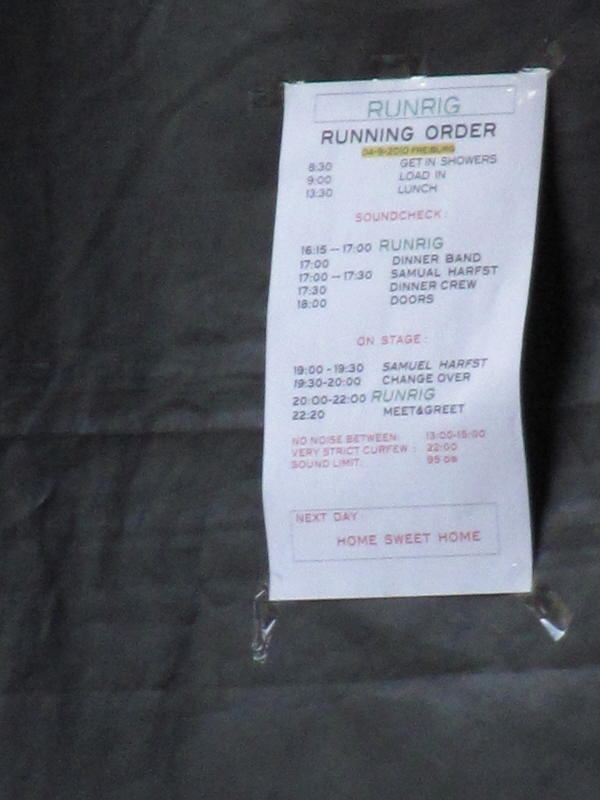 RUNRIG
RUNNING ORDER
04-9-2010 FREIBURG
8:30 GET IN SHOWERS
9:00 LOAD IN
13:30 LUNCH
SOUNDCHECK:
16:15 – 17:00 RUNRIG
17:00 DINNER BAND
17:00 – 17:30 SAMUAL HARFST
17:30 DINNER CREW
18:00 DOORS
ON STAGE:
19:00 - 19:30 SAMUEL HARFST
19:30-20:00 CHANGE OVER
20:00-22:00 RUNRIG
22:20 MEET&GREET
NO NOISE BETWEEN: 13:00-15:00
VERY STRICT CURFEW : 22:00
SOUND LIMIT: 95 DB
NEXT DAY:
HOME SWEET HOME